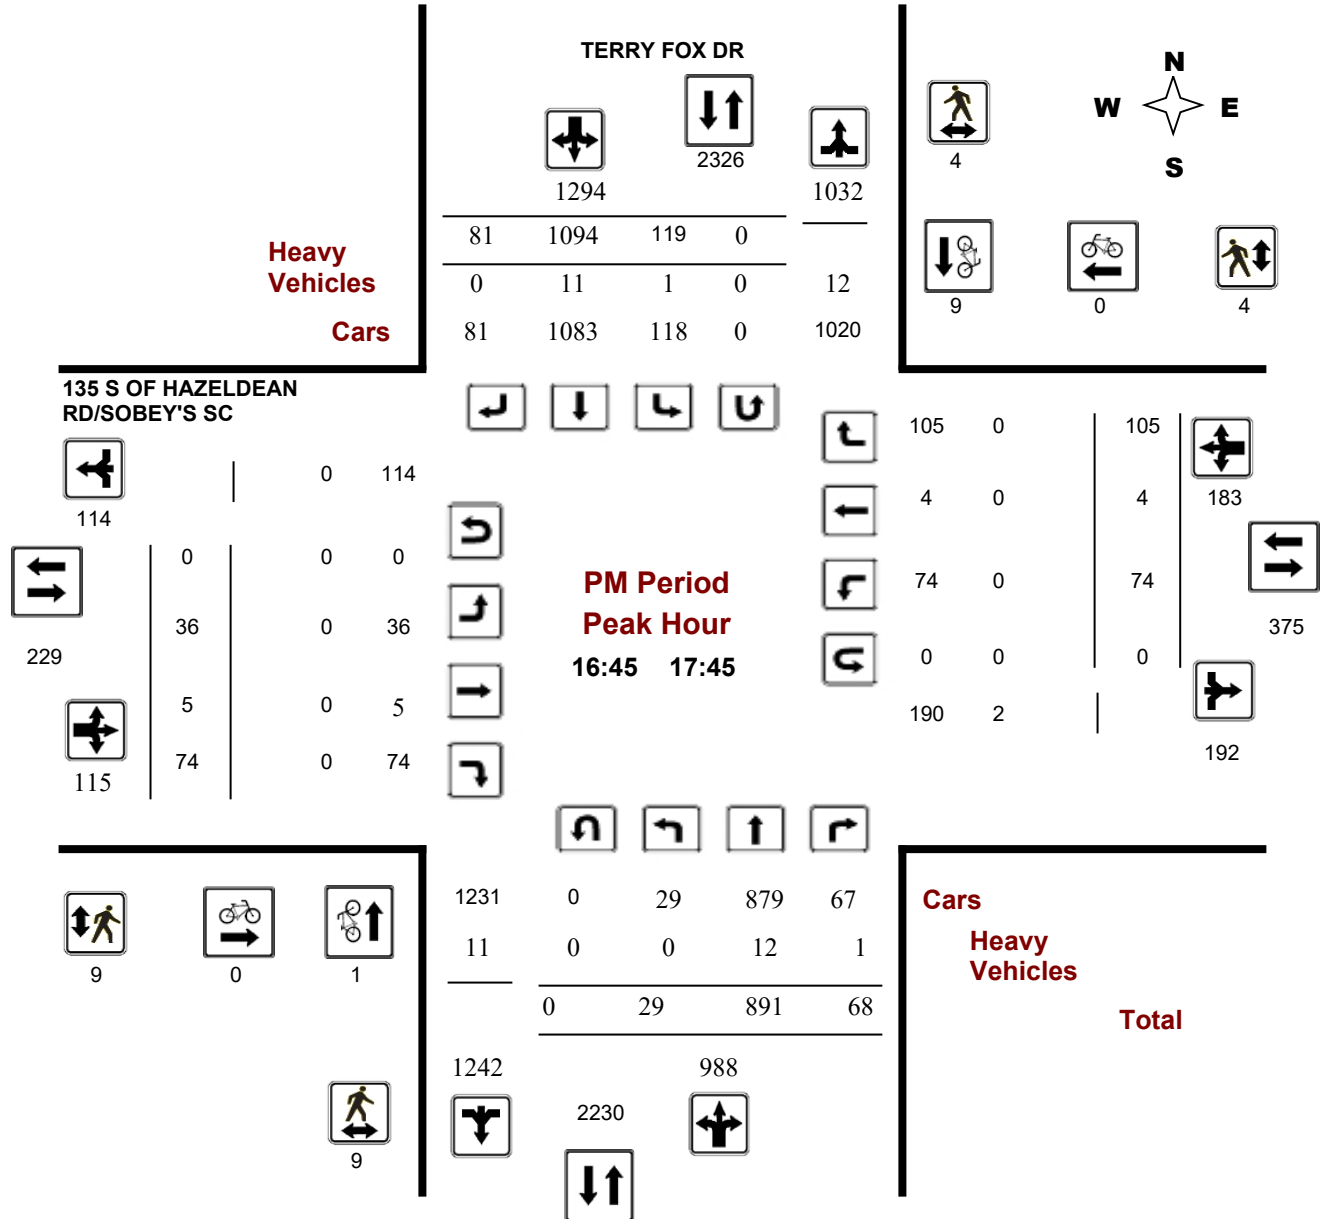 TERRY FOX DR
N
W E
S
2326
4
1294
1032
81 1094 119 0
Heavy
Vehicles
0 11 1 0 12
9 0 4
Cars
81 1083 118 0 1020
135 S OF HAZELDEAN
RD/SOBEY'S SC
105 0 105
0 114
114
4 0 4
183
0 0 0
PM Period
74 0 74
36 0 36
Peak Hour
375
229
16:45 17:45
0 0 0
5 0 5
190 2
192
74 0 74
115
1231 0 29 879 67
Cars
11 0 0 12 1
Heavy
Vehicles
9 0 1
0 29 891 68
Total
1242 988
2230
9